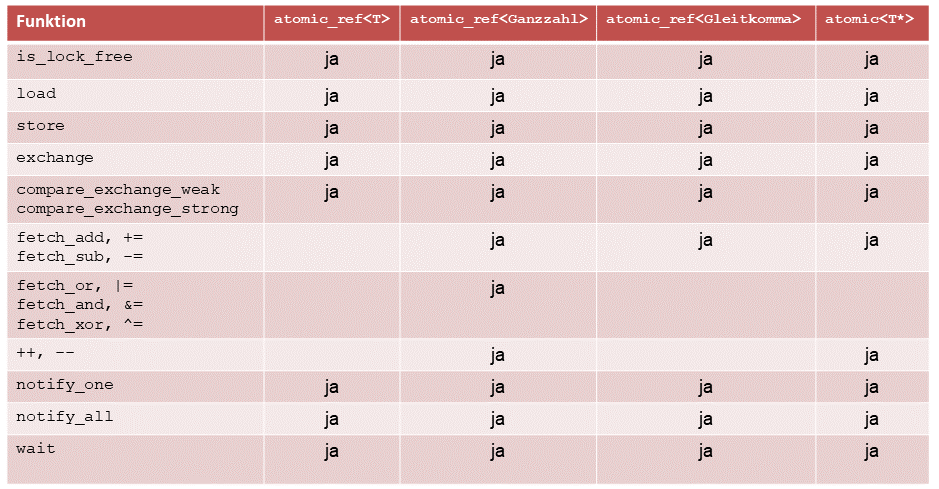 Funktion atomic_ref<T> atomic_ref<Ganzzahl> atomic_ref<Gleitkomma> atomic<T*>
is_lock_free ja ja ja ja
load ja ja ja ja
store ja ja ja ja
exchange ja ja ja ja
compare_exchange_weak ja ja ja ja
compare_exchange_strong
fetch_add, += ja ja ja
fetch_sub, -=
fetch_or, |= ja
fetch_and, &=
fetch_xor, ^=
++, -- ja ja
notify_one ja ja ja ja
notify_all ja ja ja ja
wait ja ja ja ja